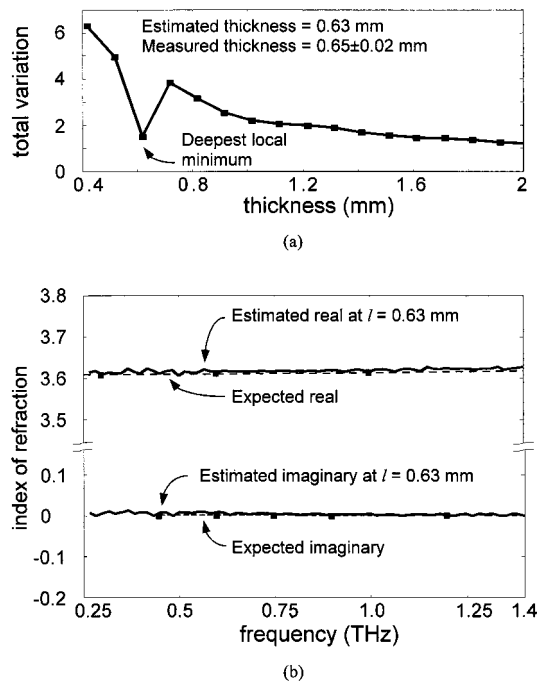 (a)
Estimated thickness = 0.63 mm
Measured thickness = 0.65±0.02 mm
total variation
6
4
2
0
Deepest local
minimum
0.4 0.8 1.2 1.6 2
thickness (mm)
(a)
3.8
3.7
3.6
3.5
0.1
0
-0.1
-0.2
index of refraction
Estimated real at l = 0.63 mm
Expected real
Estimated imaginary at l = 0.63 mm
Expected imaginary
0.25 0.5 0.75 1.0 1.25 1.4
frequency (THz)
(b)